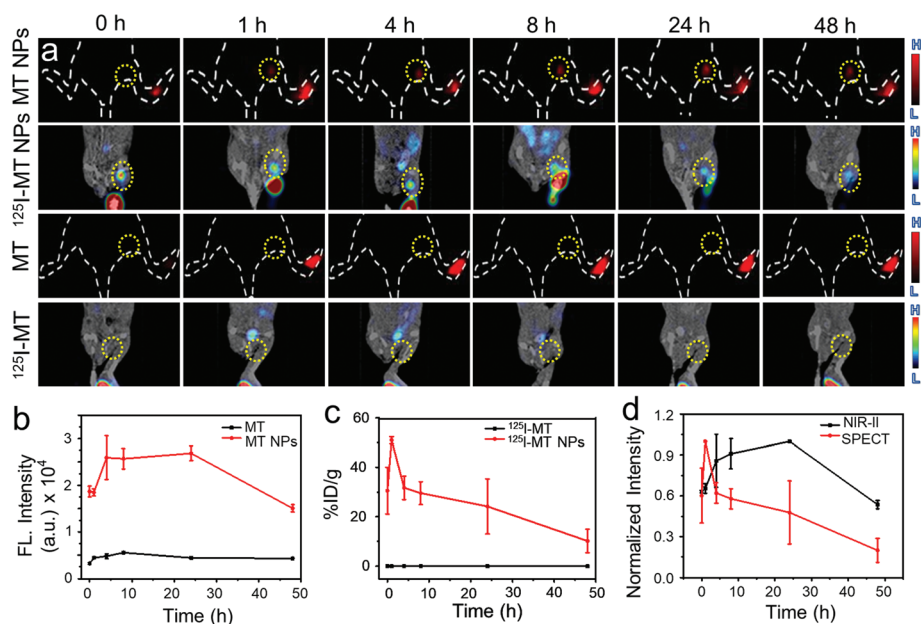 0 h 1 h 4 h 8 h 24 h 48 h
a
MT NPs
H
L
¹²⁵I-MT NPs
H
L
MT
H
L
¹²⁵I-MT
H
L
b
FL. Intensity
(a.u.) x 10⁴
3
2
1
0
MT
MT NPs
0 10 20 30 40 50
Time (h)
c
%ID/g
60
40
20
0
¹²⁵I-MT
¹²⁵I-MT NPs
0 10 20 30 40 50
Time (h)
d
Normalized Intensity
1.2
0.9
0.6
0.3
0.0
NIR-II
SPECT
0 10 20 30 40 50
Time (h)